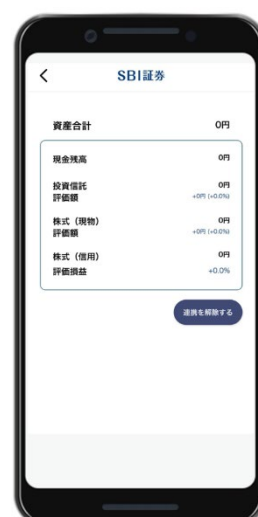 SBI証券
資産合計 0円
現金残高 0円
投資信託 0円
評価額 +0円 (+0.0%)
株式（現物） 0円
評価額 +0円 (+0.0%)
株式（信用） 0円
評価損益 +0.0%
連携を解除する